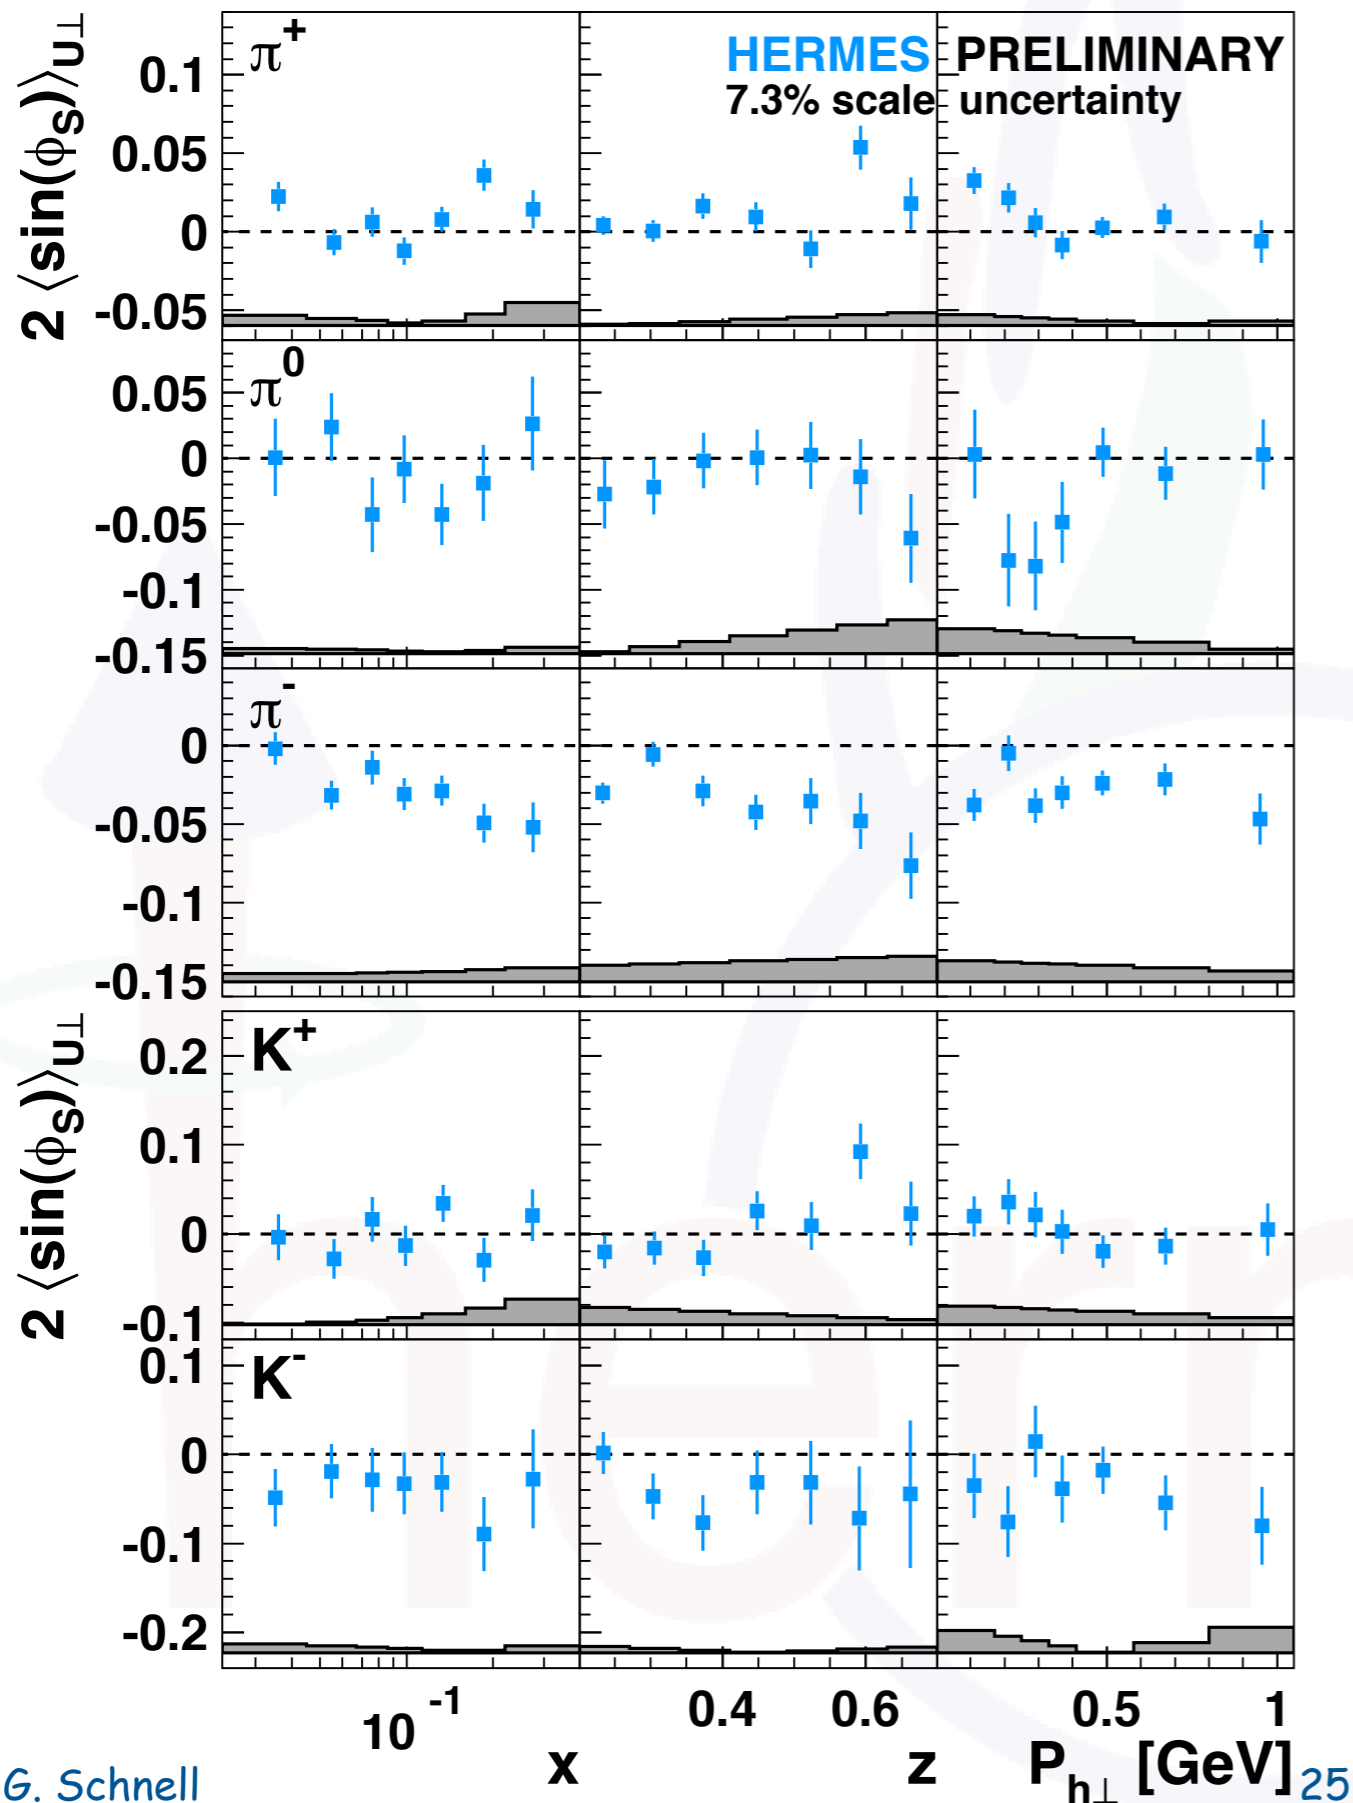 2 ⟨sin(ϕS)⟩U⊥
π+
HERMES PRELIMINARY
7.3% scale uncertainty
0.1
0.05
0
-0.05
π0
0.05
0
-0.05
-0.1
-0.15
π-
0
-0.05
-0.1
-0.15
2 ⟨sin(ϕS)⟩U⊥
K+
0.2
0.1
0
-0.1
K-
0.1
0
-0.1
-0.2
10-1 0.4 0.6 0.5 1
x z Ph⊥ [GeV]
G. Schnell 25
herm